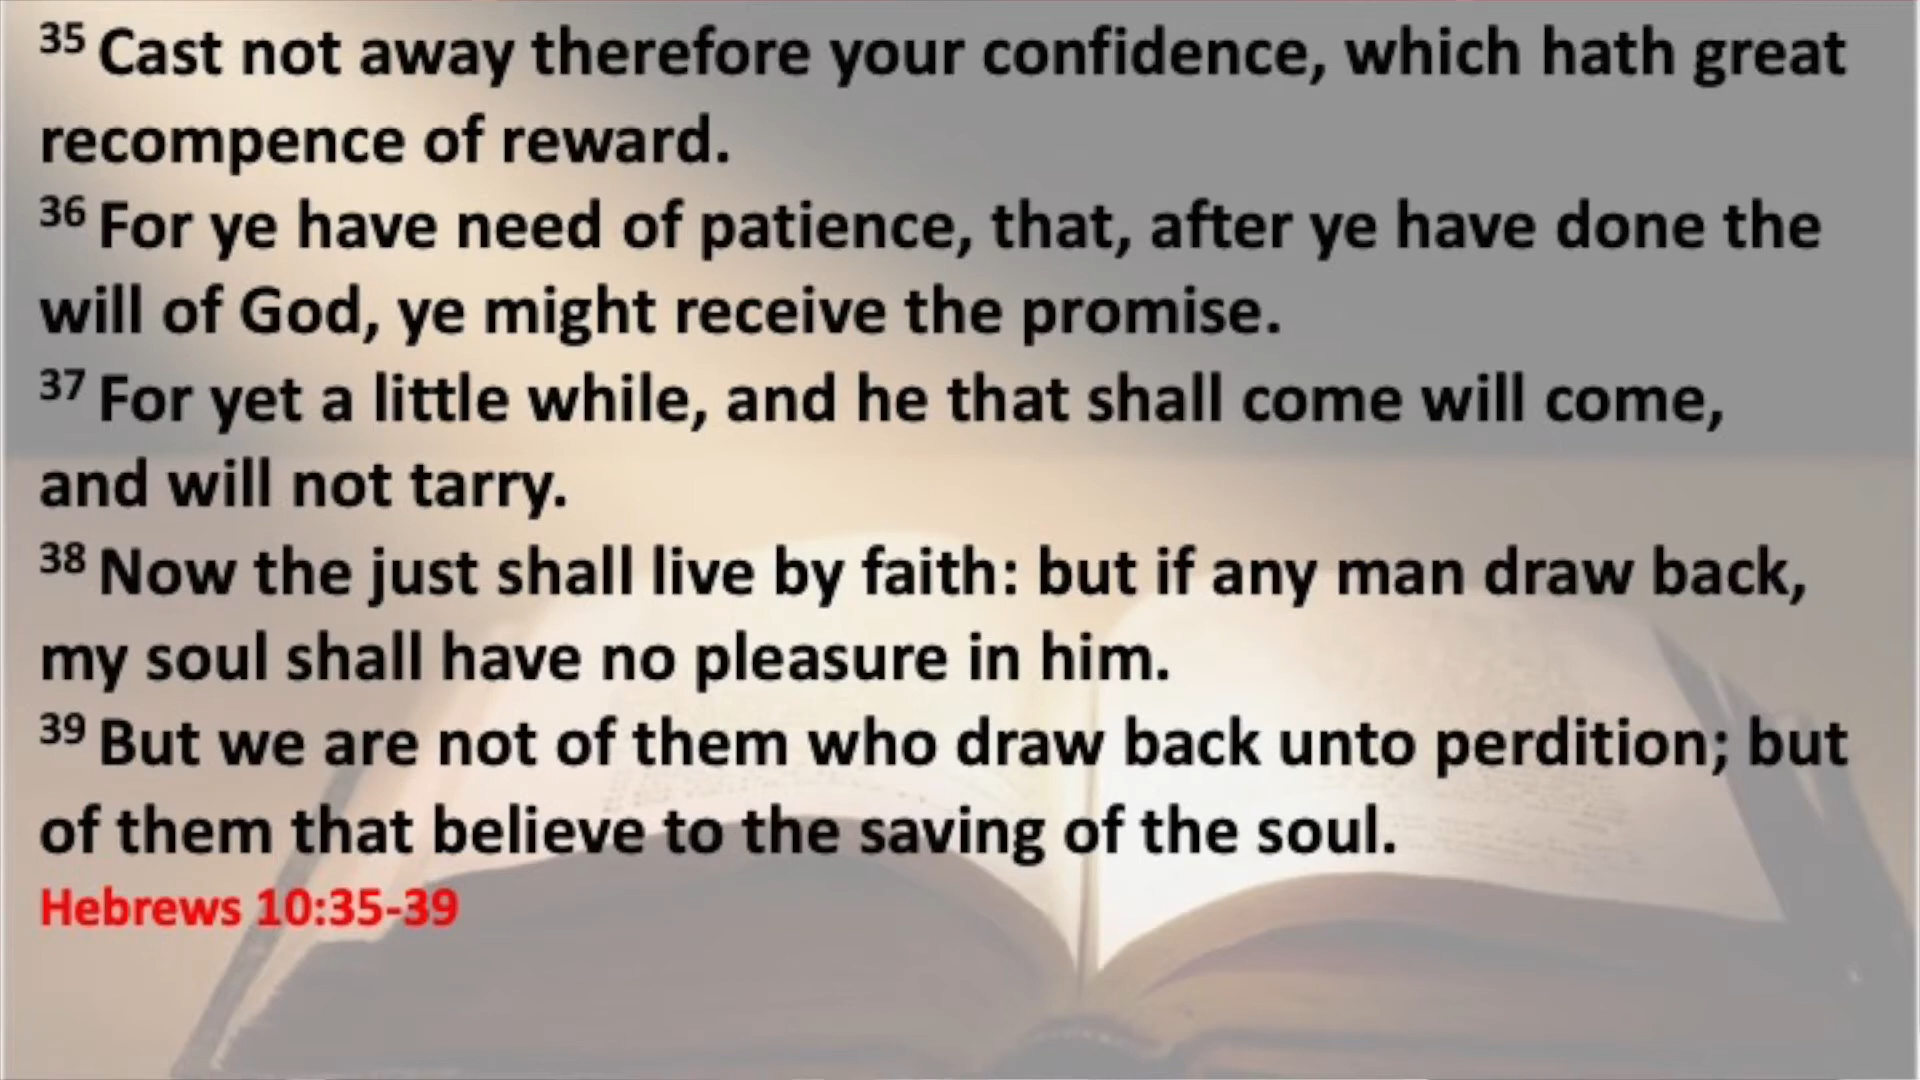 35 Cast not away therefore your confidence, which hath great
recompence of reward.
36 For ye have need of patience, that, after ye have done the
will of God, ye might receive the promise.
37 For yet a little while, and he that shall come will come,
and will not tarry.
38 Now the just shall live by faith: but if any man draw back,
my soul shall have no pleasure in him.
39 But we are not of them who draw back unto perdition; but
of them that believe to the saving of the soul.
Hebrews 10:35-39